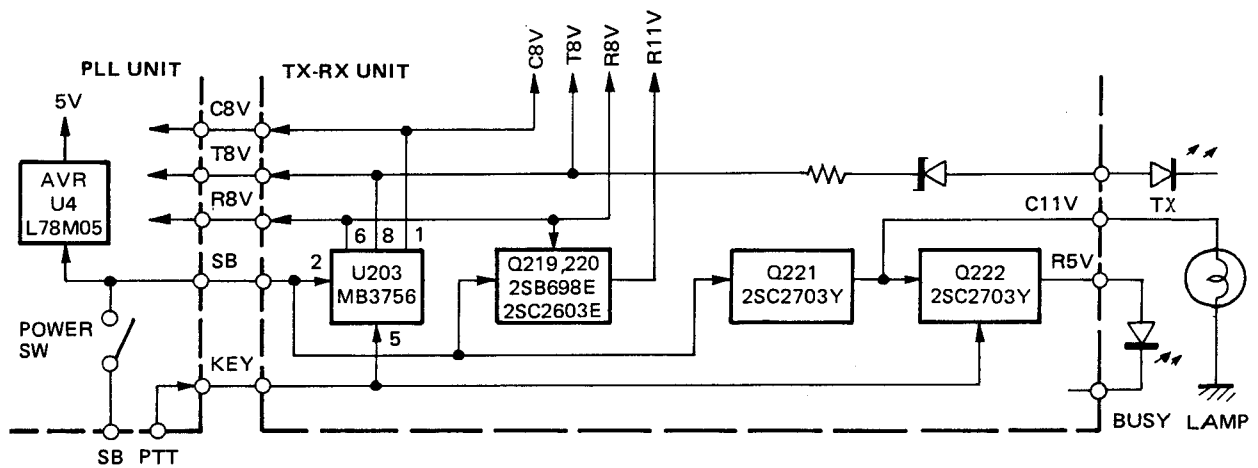 C8V
T8V
R8V
R11V
PLL UNIT
TX-RX UNIT
5V
C8V
T8V
R8V
AVR
U4
L78M05
SB
6
8
1
2
U203
MB3756
5
Q219,220
2SB698E
2SC2603E
Q221
2SC2703Y
Q222
2SC2703Y
C11V
TX
R5V
POWER
SW
KEY
BUSY
LAMP
SB
PTT